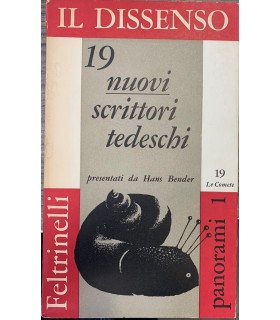 IL DISSENSO
19
nuovi
scrittori
tedeschi
presentati da Hans Bender
19
Le Comete
Feltrinelli
panorami 1